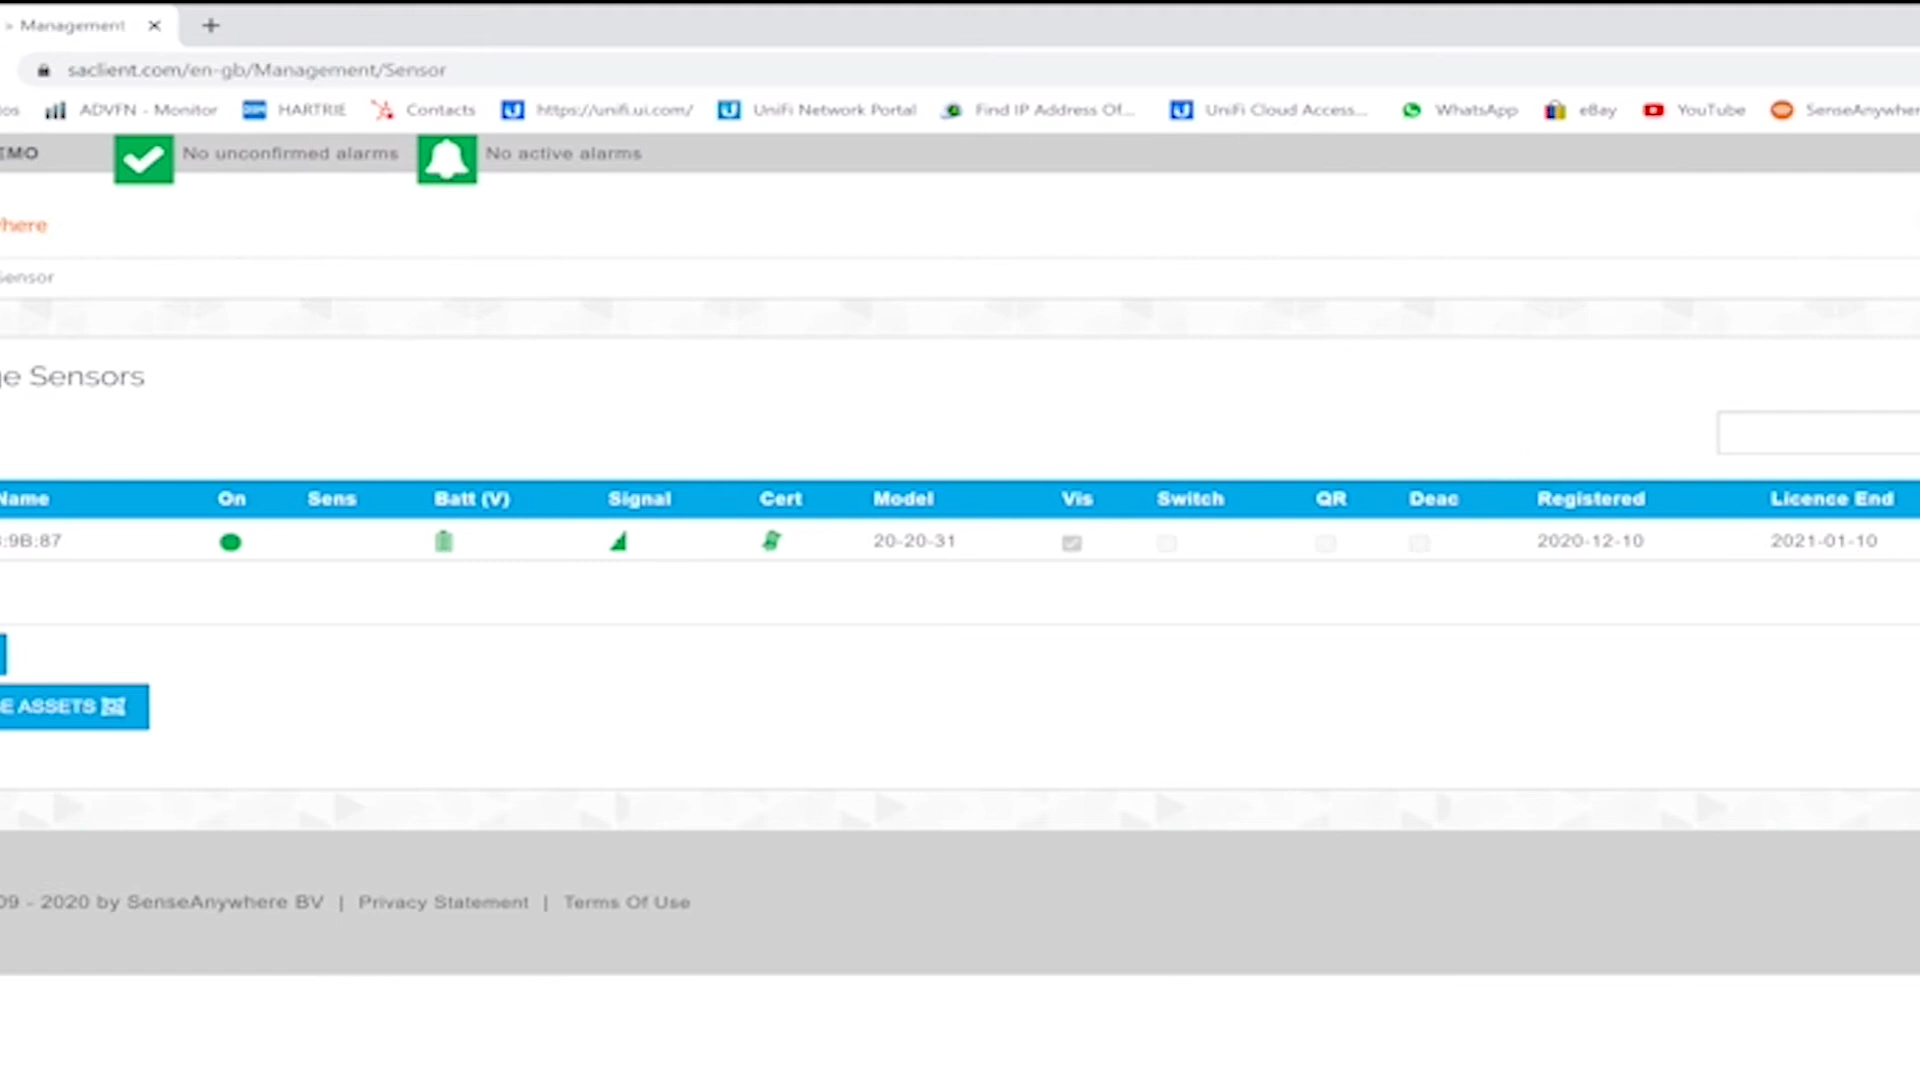 > Management
saclient.com/en-gb/Management/Sensor
ADVFN - Monitor HARTRIE Contacts https://unifi.ui.com/ UniFi Network Portal Find IP Address Of... UniFi Cloud Access... WhatsApp eBay YouTube SenseAnywher
EMO No unconfirmed alarms No active alarms
here
Sensor
ge Sensors
Name On Sens Batt (V) Signal Cert Model Vis Switch QR Deac Registered Licence End
:9B:87 20-20-31 2020-12-10 2021-01-10
E ASSETS
09 - 2020 by SenseAnywhere BV | Privacy Statement | Terms Of Use